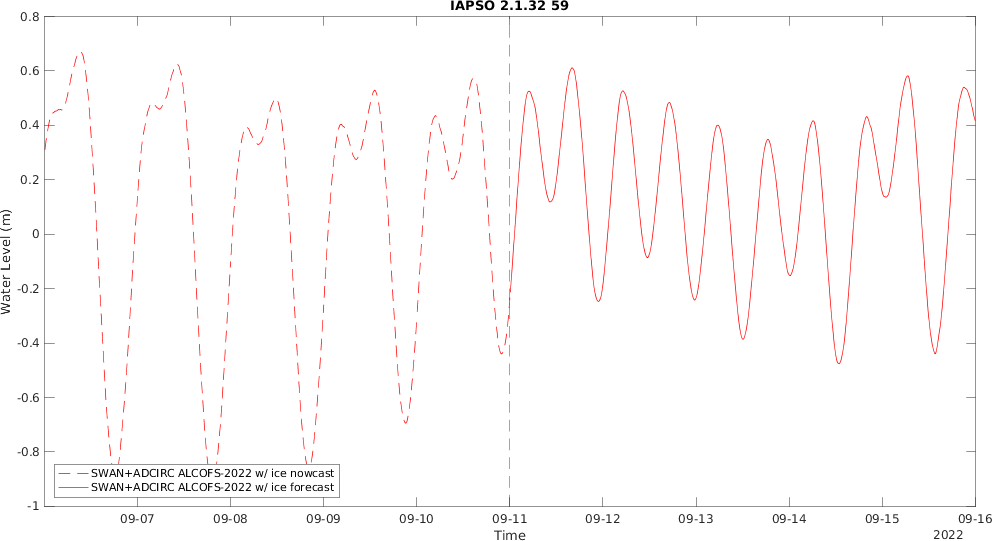 IAPSO 2.1.32 59
0.8
0.6
0.4
0.2
0
-0.2
-0.4
-0.6
-0.8
-1
Water Level (m)
SWAN+ADCIRC ALCOFS-2022 w/ ice nowcast
SWAN+ADCIRC ALCOFS-2022 w/ ice forecast
09-07 09-08 09-09 09-10 09-11 09-12 09-13 09-14 09-15 09-16
Time
2022